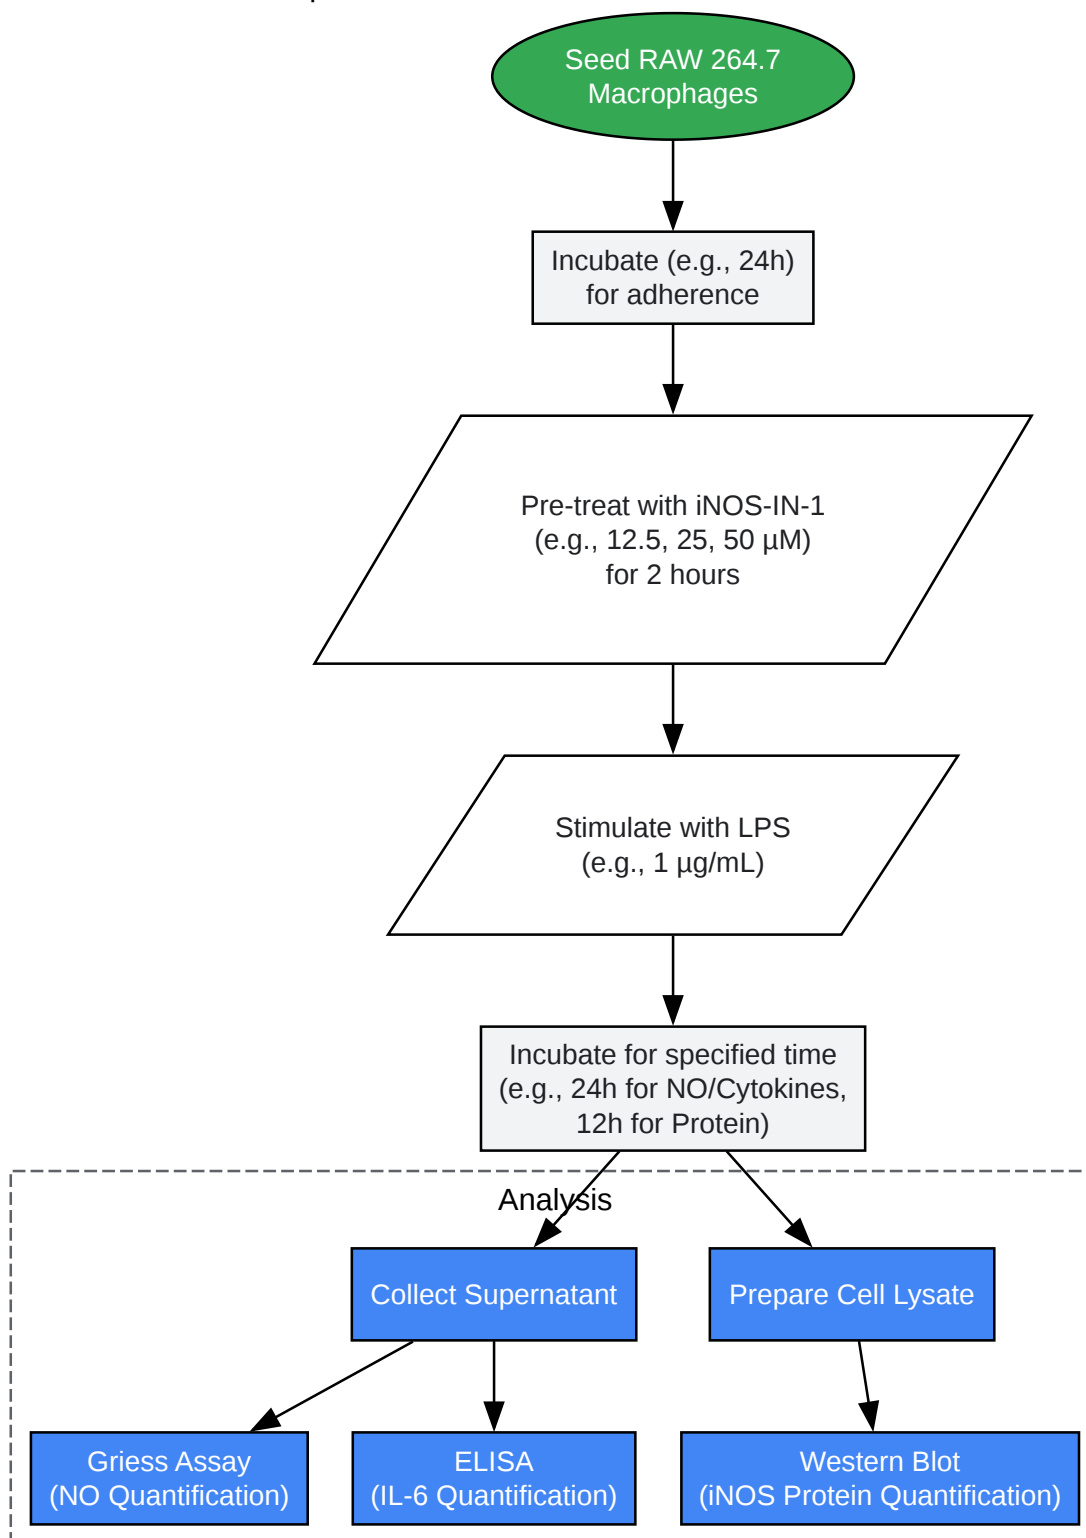 Seed RAW 264.7
Macrophages
Incubate (e.g., 24h)
for adherence
Pre-treat with iNOS-IN-1
(e.g., 12.5, 25, 50 µM)
for 2 hours
Stimulate with LPS
(e.g., 1 µg/mL)
Incubate for specified time
(e.g., 24h for NO/Cytokines,
12h for Protein)
Analysis
Collect Supernatant
Prepare Cell Lysate
Griess Assay
(NO Quantification)
ELISA
(IL-6 Quantification)
Western Blot
(iNOS Protein Quantification)